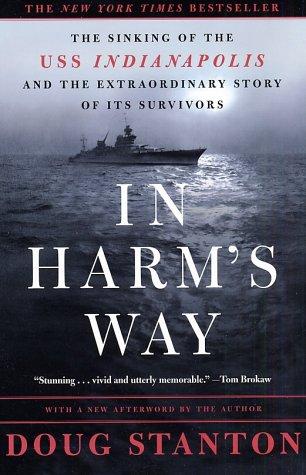 THE NEW YORK TIMES BESTSELLER
THE SINKING OF THE
USS INDIANAPOLIS
AND THE EXTRAORDINARY STORY
OF ITS SURVIVORS
IN
HARM'S
WAY
“Stunning . . . vivid and utterly memorable.” —Tom Brokaw
WITH A NEW AFTERWORD BY THE AUTHOR
DOUG STANTON